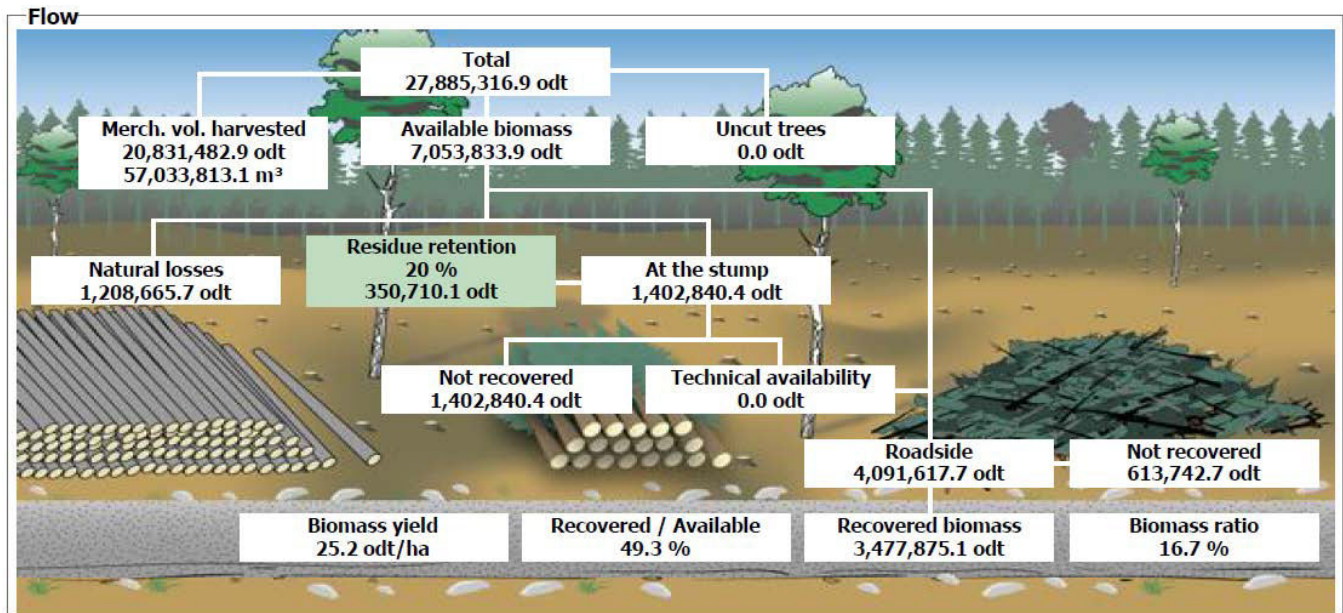 Flow
Total
27,885,316.9 odt
Merch. vol. harvested
20,831,482.9 odt
57,033,813.1 m³
Available biomass
7,053,833.9 odt
Uncut trees
0.0 odt
Natural losses
1,208,665.7 odt
Residue retention
20 %
350,710.1 odt
At the stump
1,402,840.4 odt
Not recovered
1,402,840.4 odt
Technical availability
0.0 odt
Roadside
4,091,617.7 odt
Not recovered
613,742.7 odt
Biomass yield
25.2 odt/ha
Recovered / Available
49.3 %
Recovered biomass
3,477,875.1 odt
Biomass ratio
16.7 %